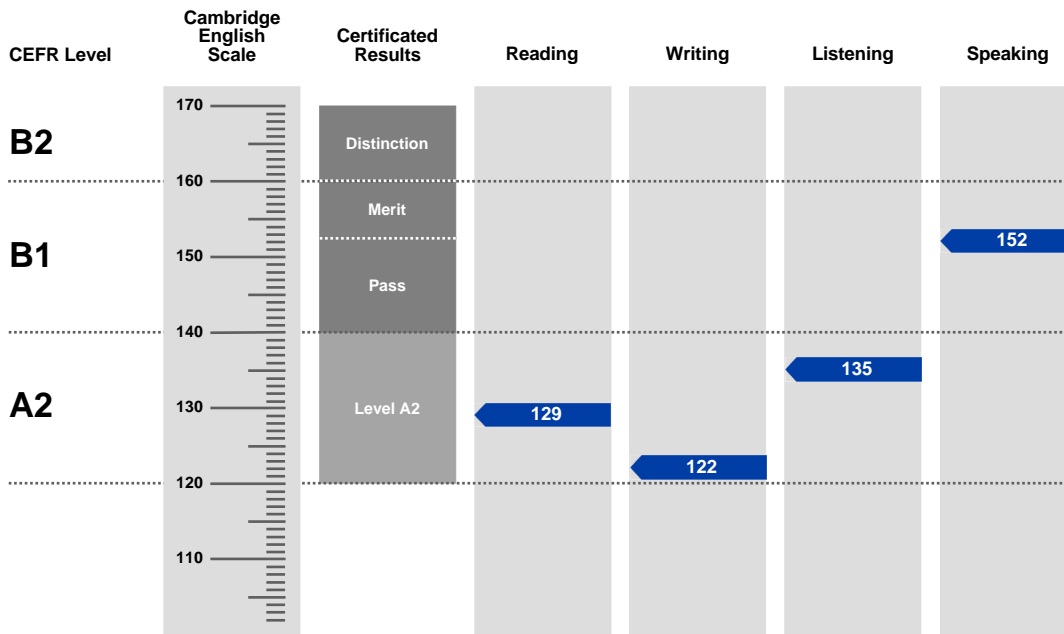 CEFR Level
Cambridge
English
Scale
Certificated
Results
Reading
Writing
Listening
Speaking
170
B2
Distinction
160
Merit
152
B1
150
Pass
140
135
A2
130
Level A2
129
122
120
110